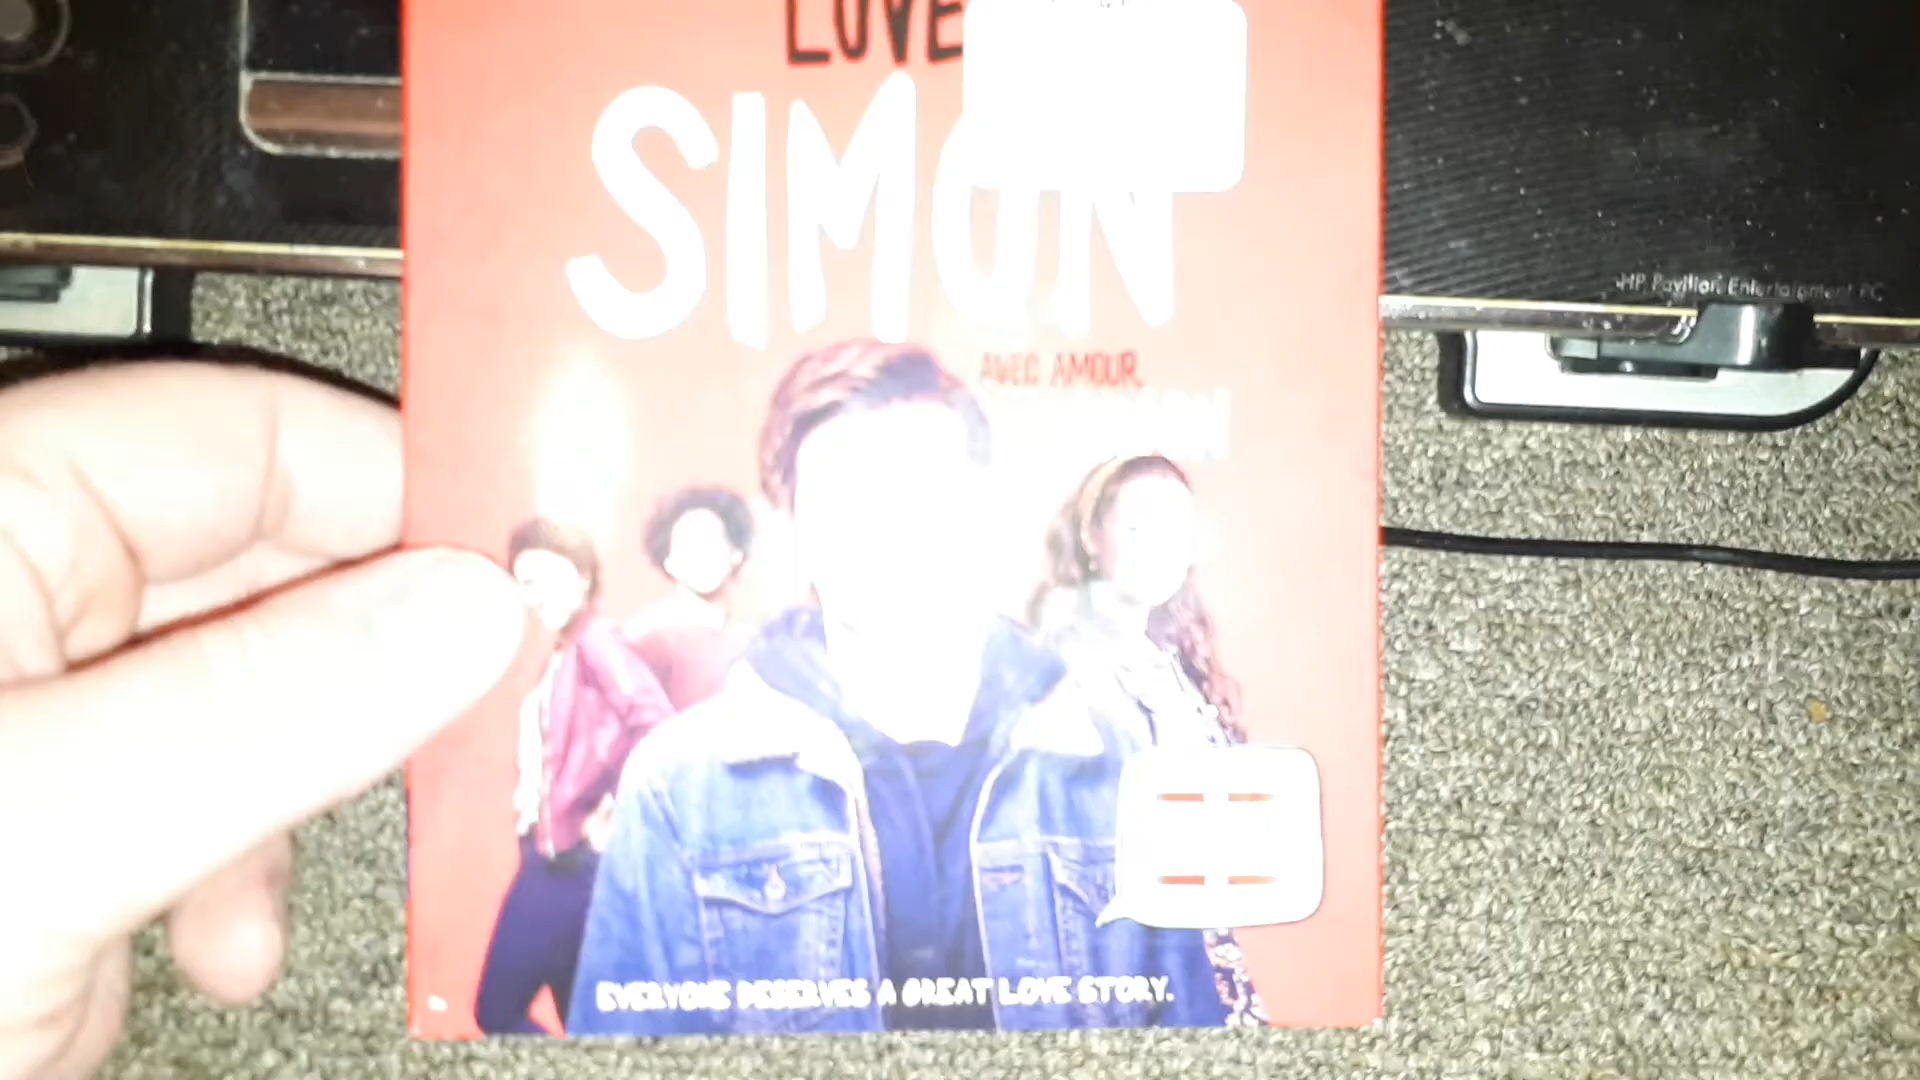 LOVE
SIMON
AVEC AMOUR,
HP Pavilion Entertainment PC
EVERYONE DESERVES A GREAT LOVE STORY.